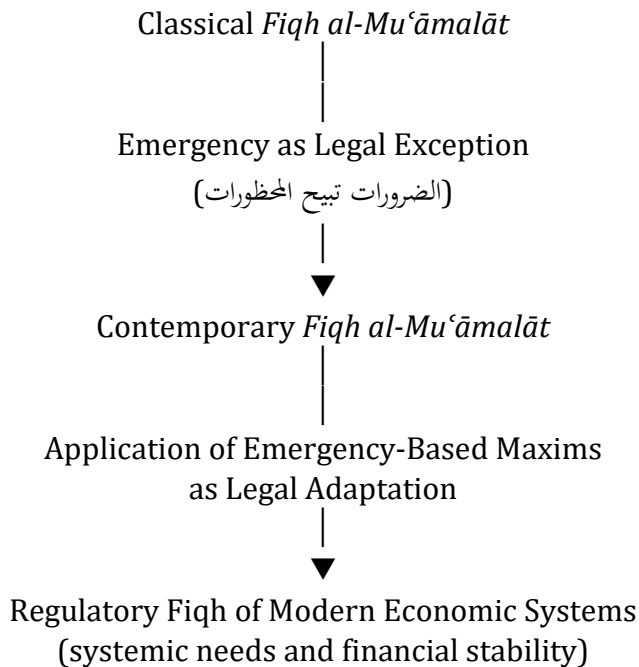 Classical Fiqh al-Muʿāmalāt
Emergency as Legal Exception
(الضرورات تبيح المحظورات)
Contemporary Fiqh al-Muʿāmalāt
Application of Emergency-Based Maxims
as Legal Adaptation
Regulatory Fiqh of Modern Economic Systems
(systemic needs and financial stability)